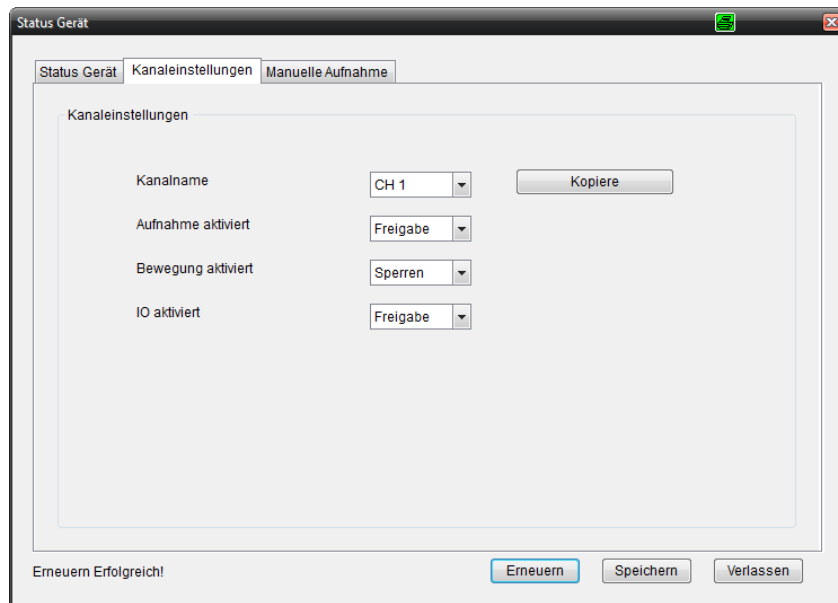 Status Gerät
Status Gerät Kanaleinstellungen Manuelle Aufnahme
Kanaleinstellungen
Kanalname CH 1 Kopiere
Aufnahme aktiviert Freigabe
Bewegung aktiviert Sperren
IO aktiviert Freigabe
Erneuern Erfolgreich! Erneuern Speichern Verlassen